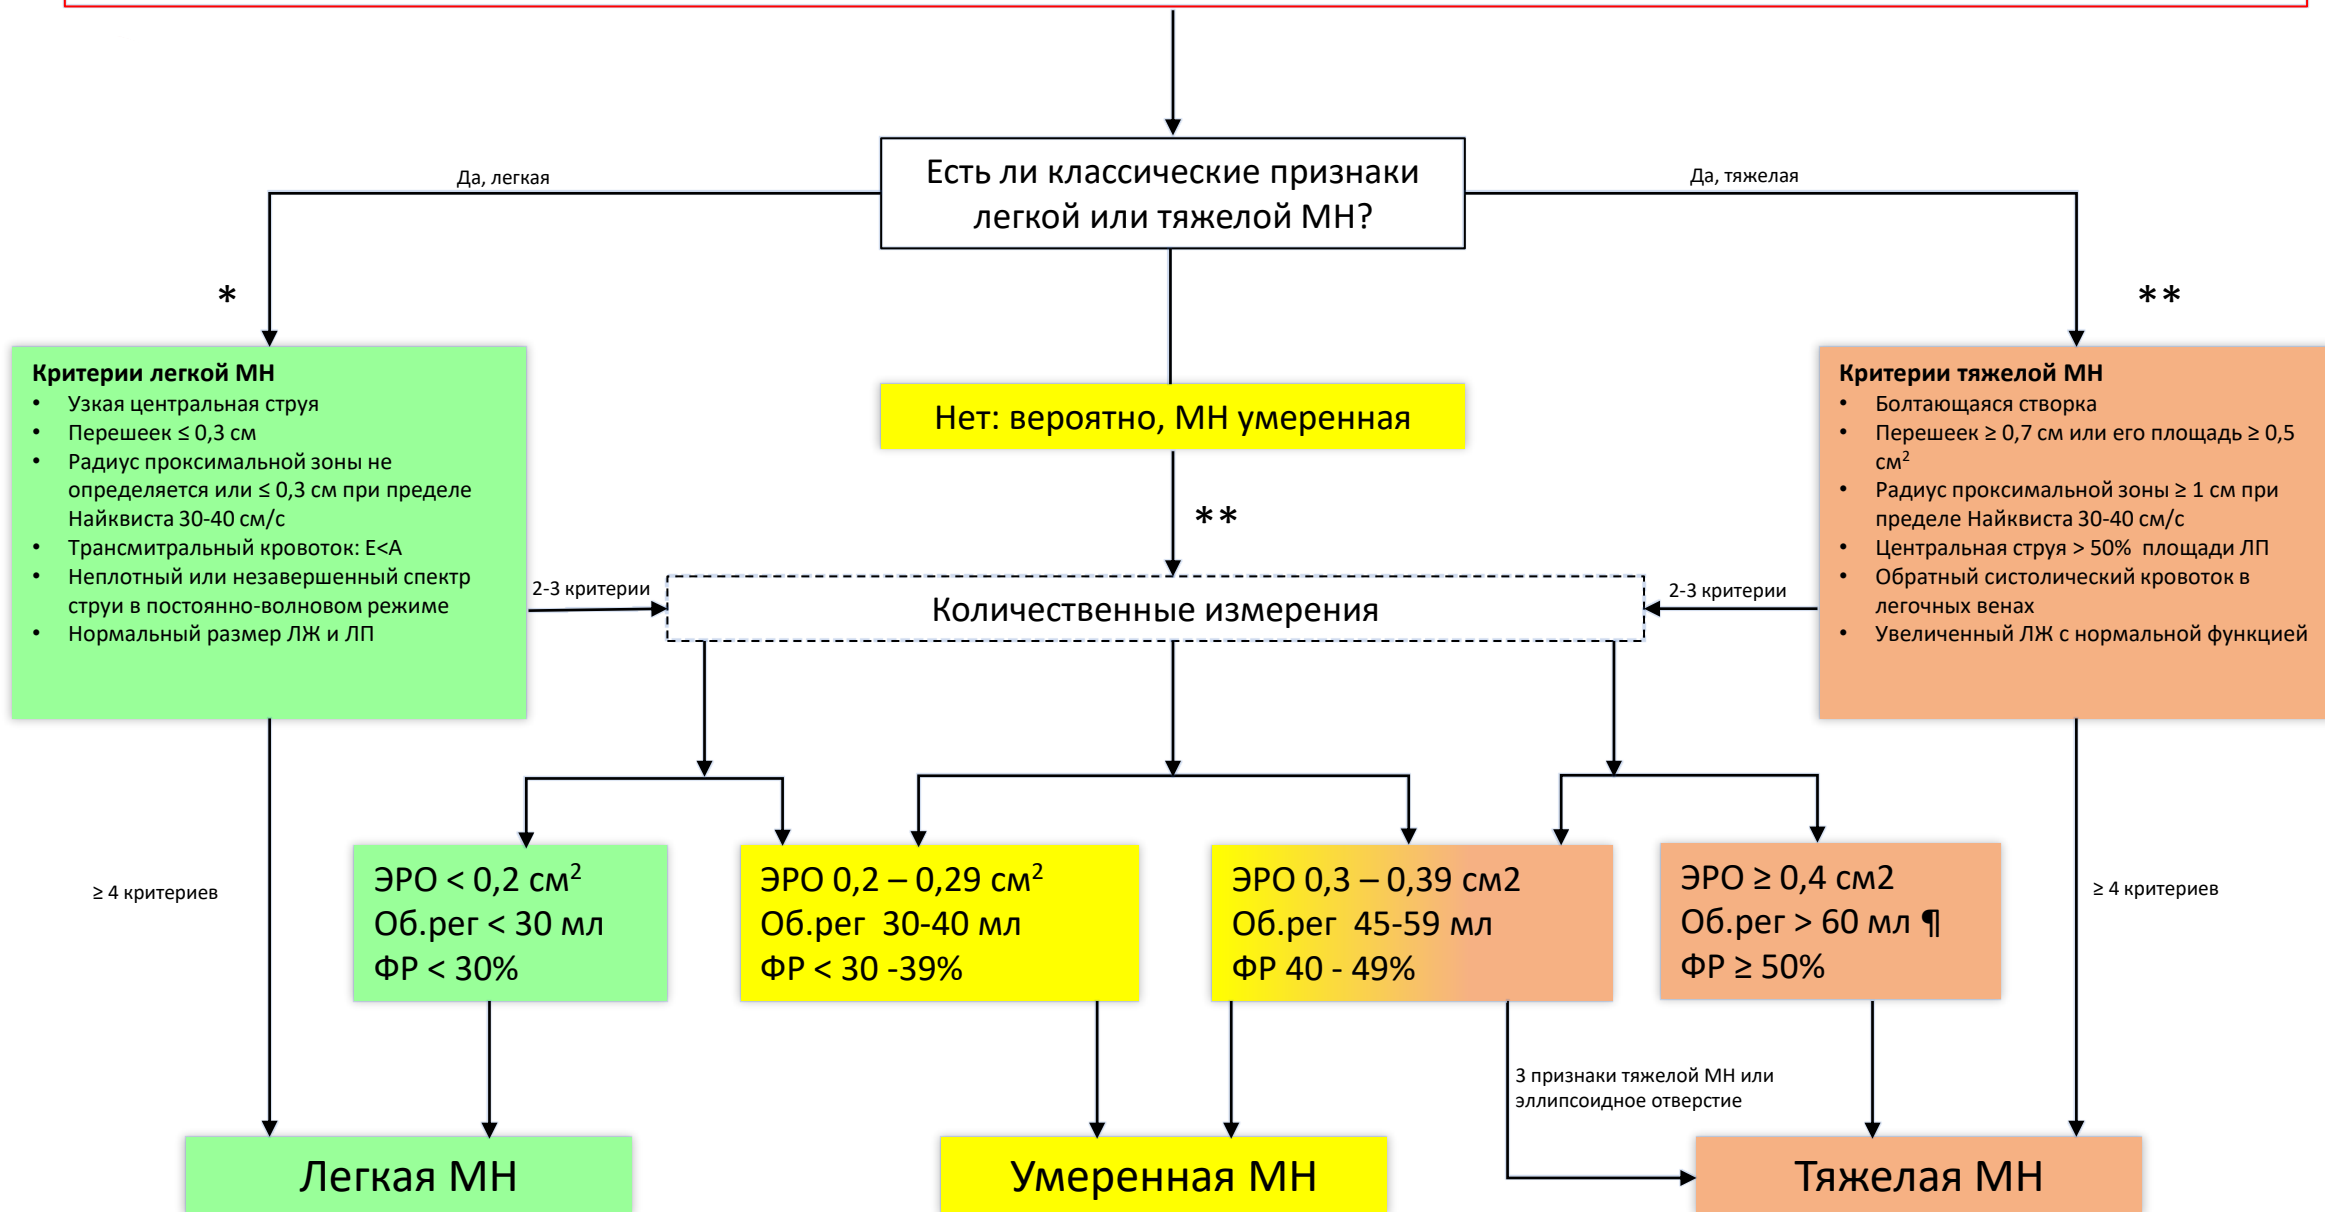 Есть ли классические признаки
легкой или тяжелой МН?
Да, легкая
Да, тяжелая
*
**
Критерии легкой МН
• Узкая центральная струя
• Перешеек ≤ 0,3 см
• Радиус проксимальной зоны не
определяется или ≤ 0,3 см при пределе
Найквиста 30-40 см/с
• Трансмитральный кровоток: E<A
• Неплотный или незавершенный спектр
струи в постоянно-волновом режиме
• Нормальный размер ЛЖ и ЛП
Нет: вероятно, МН умеренная
**
Критерии тяжелой МН
• Болтающаяся створка
• Перешеек ≥ 0,7 см или его площадь ≥ 0,5
см²
• Радиус проксимальной зоны ≥ 1 см при
пределе Найквиста 30-40 см/с
• Центральная струя > 50% площади ЛП
• Обратный систолический кровоток в
легочных венах
• Увеличенный ЛЖ с нормальной функцией
2-3 критерии
Количественные измерения
2-3 критерии
≥ 4 критериев
ЭРО < 0,2 см²
Об.рег < 30 мл
ФР < 30%
ЭРО 0,2 – 0,29 см²
Об.рег 30-40 мл
ФР < 30 -39%
ЭРО 0,3 – 0,39 см2
Об.рег 45-59 мл
ФР 40 - 49%
ЭРО ≥ 0,4 см2
Об.рег > 60 мл ¶
ФР ≥ 50%
≥ 4 критериев
3 признаки тяжелой МН или
эллипсоидное отверстие
Легкая МН
Умеренная МН
Тяжелая МН